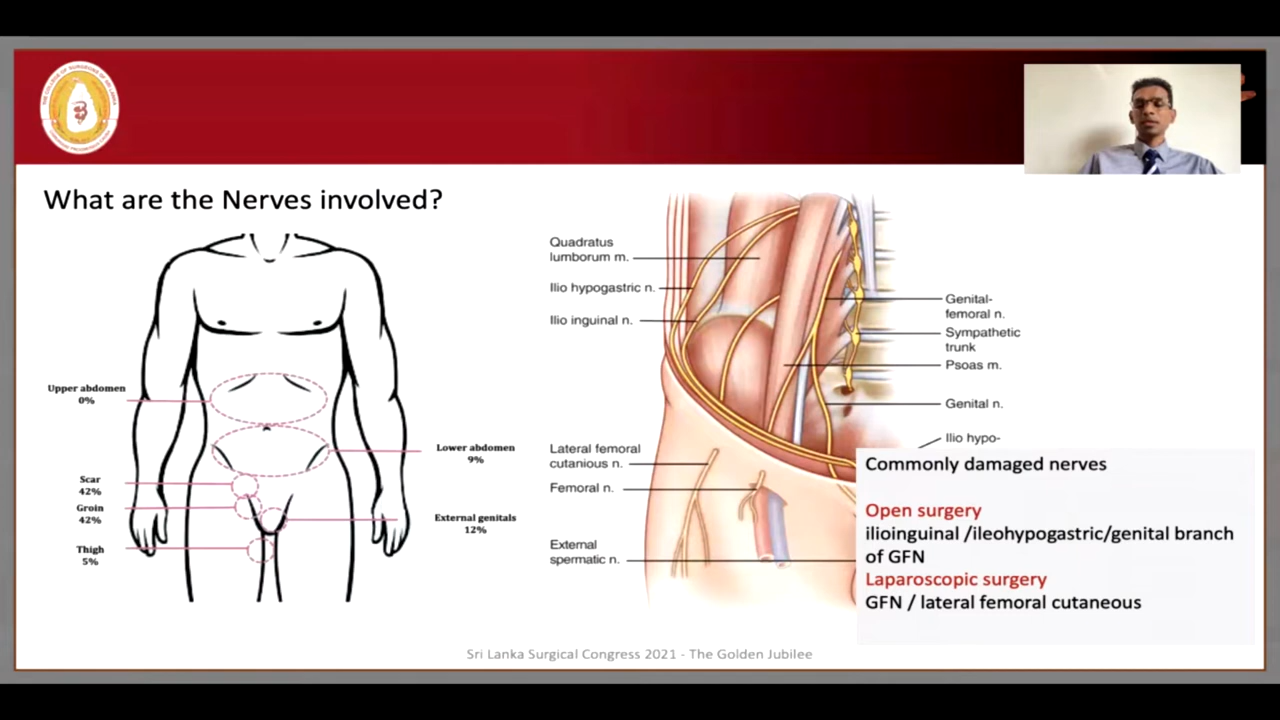 What are the Nerves involved?
Upper abdomen
0%
Lower abdomen
9%
Scar
42%
Groin
42%
External genitals
12%
Thigh
5%
Quadratus
lumborum m.
Ilio hypogastric n.
Ilio inguinal n.
Lateral femoral
cutanious n.
Femoral n.
External
spermatic n.
Genital-
femoral n.
Sympathetic
trunk
Psoas m.
Genital n.
Ilio hypo-
Commonly damaged nerves
Open surgery
ilioinguinal /ileohypogastric/genital branch
of GFN
Laparoscopic surgery
GFN / lateral femoral cutaneous
Sri Lanka Surgical Congress 2021 - The Golden Jubilee